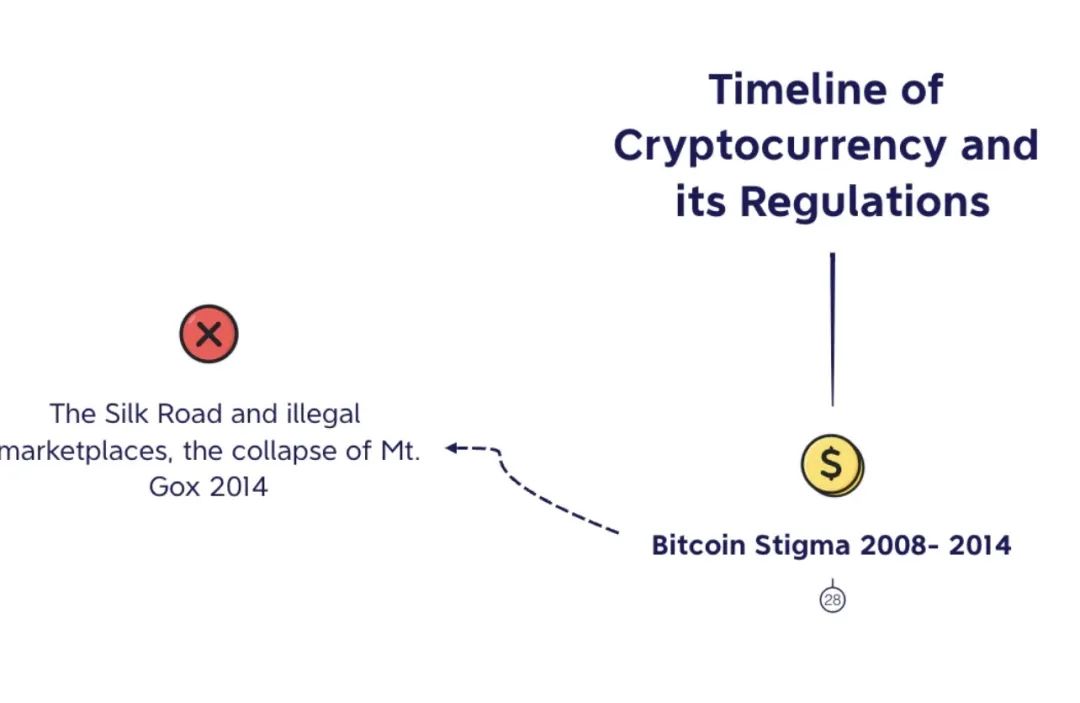 Timeline of
Cryptocurrency and
its Regulations
The Silk Road and illegal
marketplaces, the collapse of Mt.
Gox 2014
$
Bitcoin Stigma 2008- 2014
28